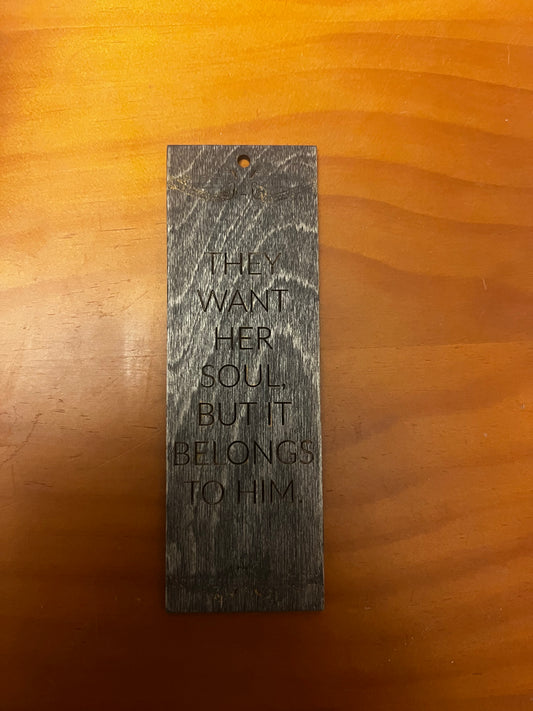 THEY
WANT
HER
SOUL,
BUT IT
BELONGS
TO HIM.